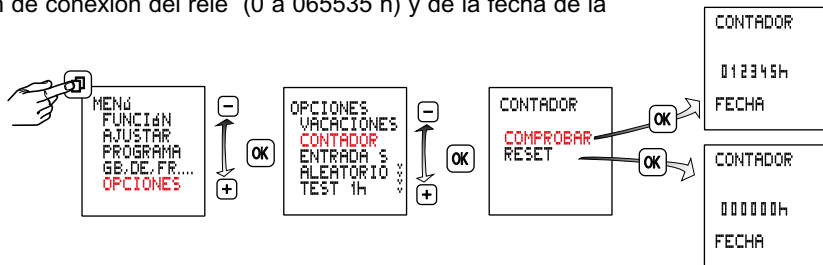 n de conexión del relé (0 a 065535 h) y de la fecha de la
MENú
FUNCIóN
AJUSTAR
PROGRAMA
GB,DE,FR....
OPCIONES
−
+
OK
OPCIONES
VACACIONES
CONTADOR
ENTRADA S
ALEATORIO
TEST 1h
−
+
OK
CONTADOR
COMPROBAR
RESET
OK
OK
CONTADOR
012345h
FECHA
CONTADOR
000000h
FECHA